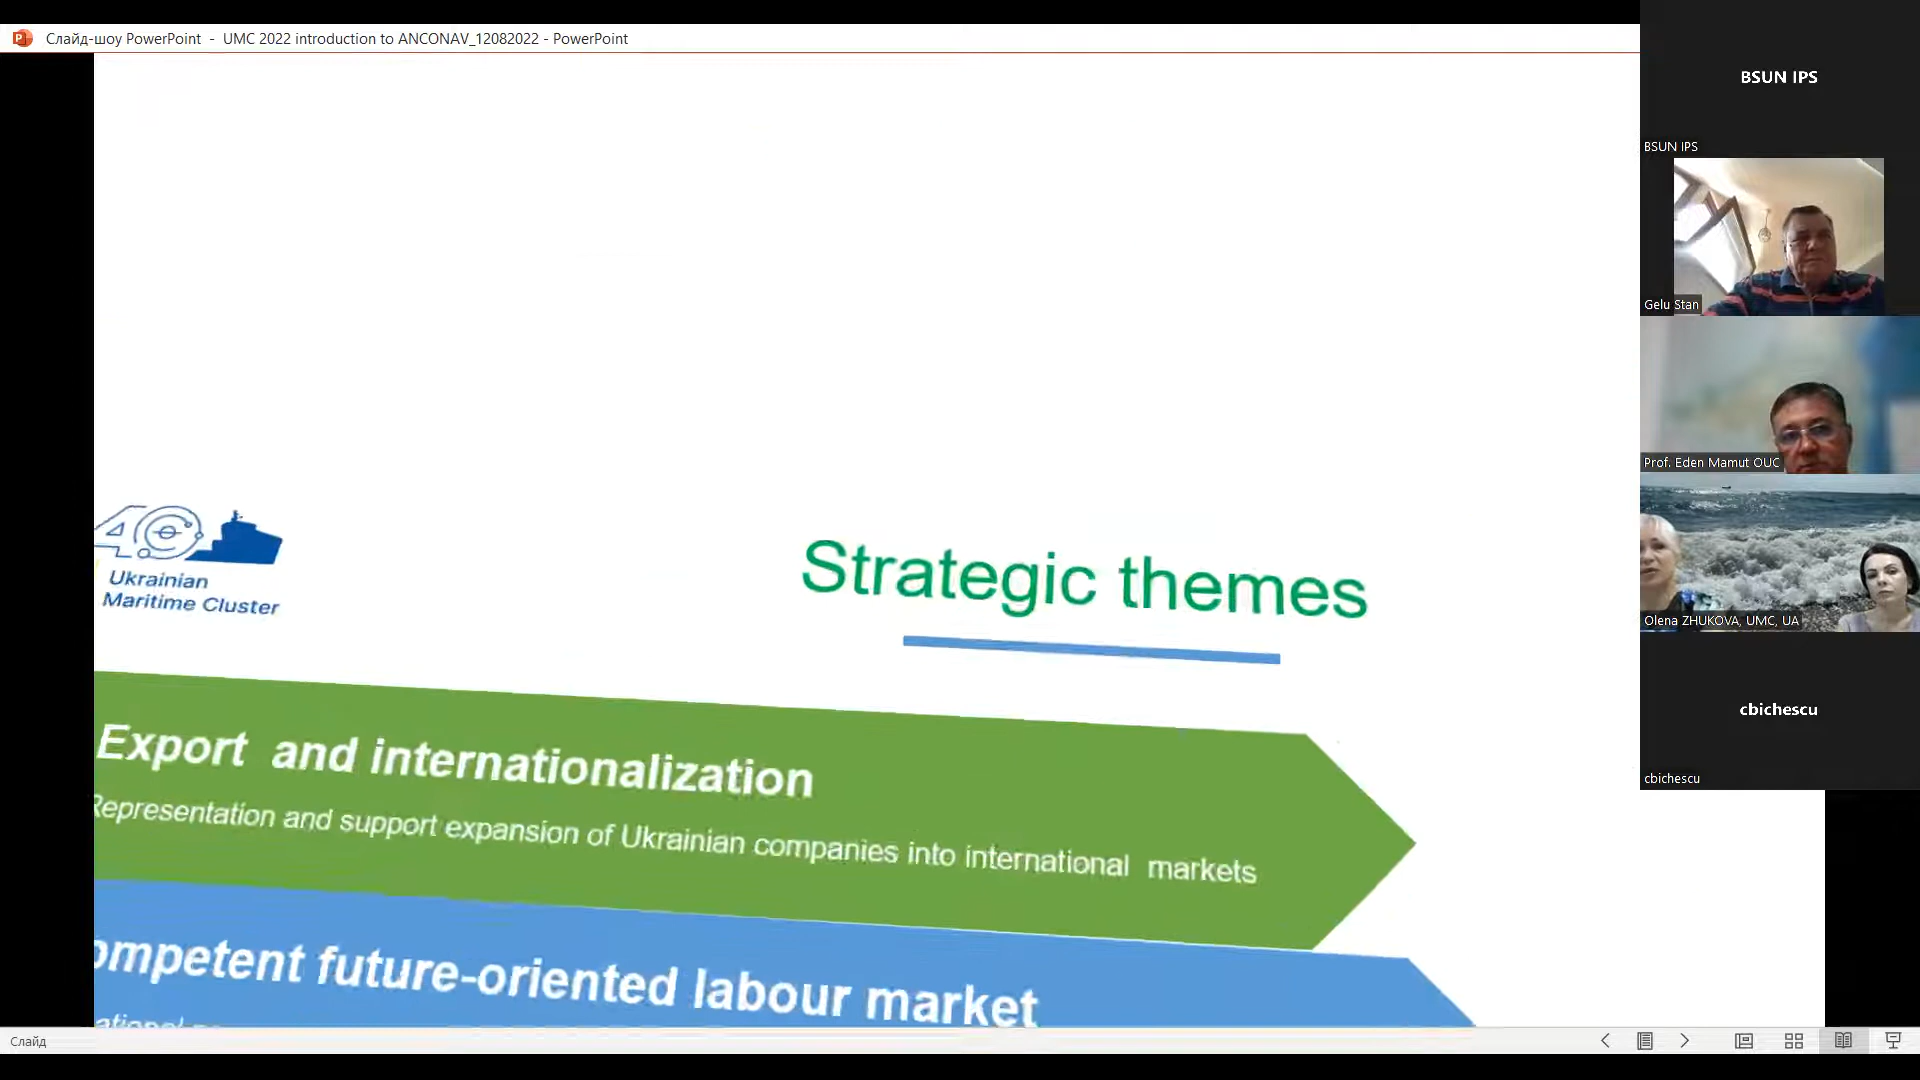 Слайд-шоу PowerPoint - UMC 2022 introduction to ANCONAV_12082022 - PowerPoint
BSUN IPS
BSUN IPS
Gelu Stan
Prof. Eden Mamut OUC
Olena ZHUKOVA, UMC, UA
cbichescu
cbichescu
4.0
Ukrainian
Maritime Cluster
Strategic themes
Export and internationalization
Representation and support expansion of Ukrainian companies into international markets
ompetent future-oriented labour market
Слайд